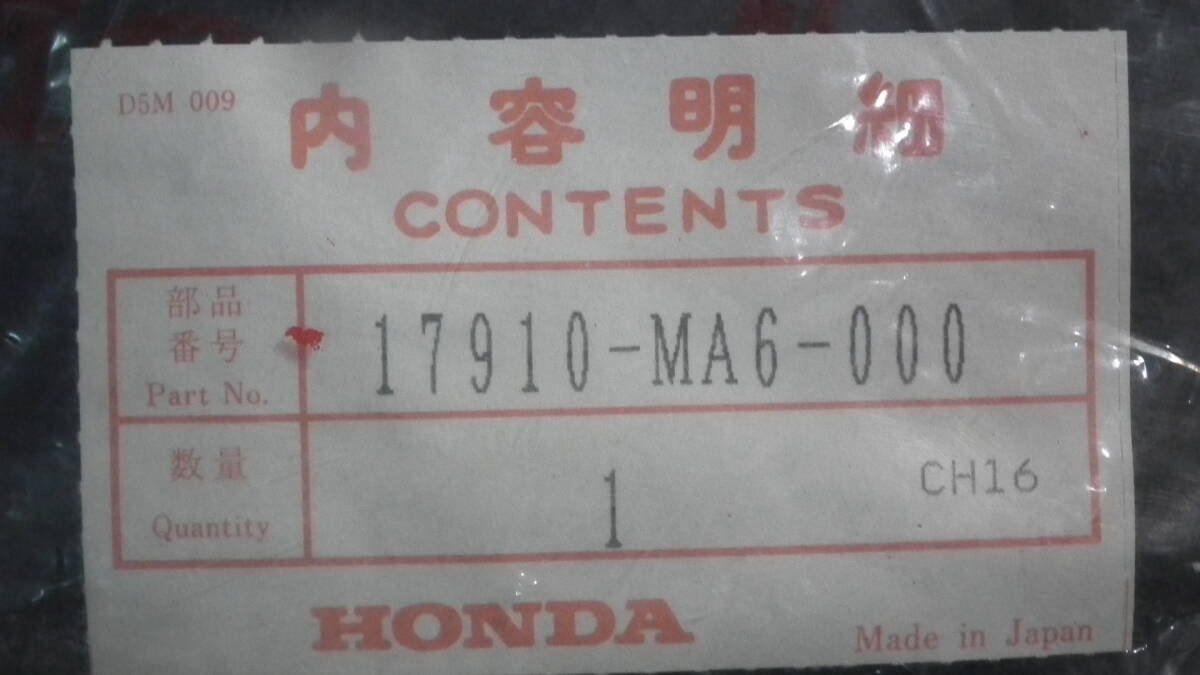 D5M 009
内容明細
CONTENTS
部品
番号
Part No.
17910-MA6-000
数量
Quantity
1
CH16
HONDA
Made in Japan